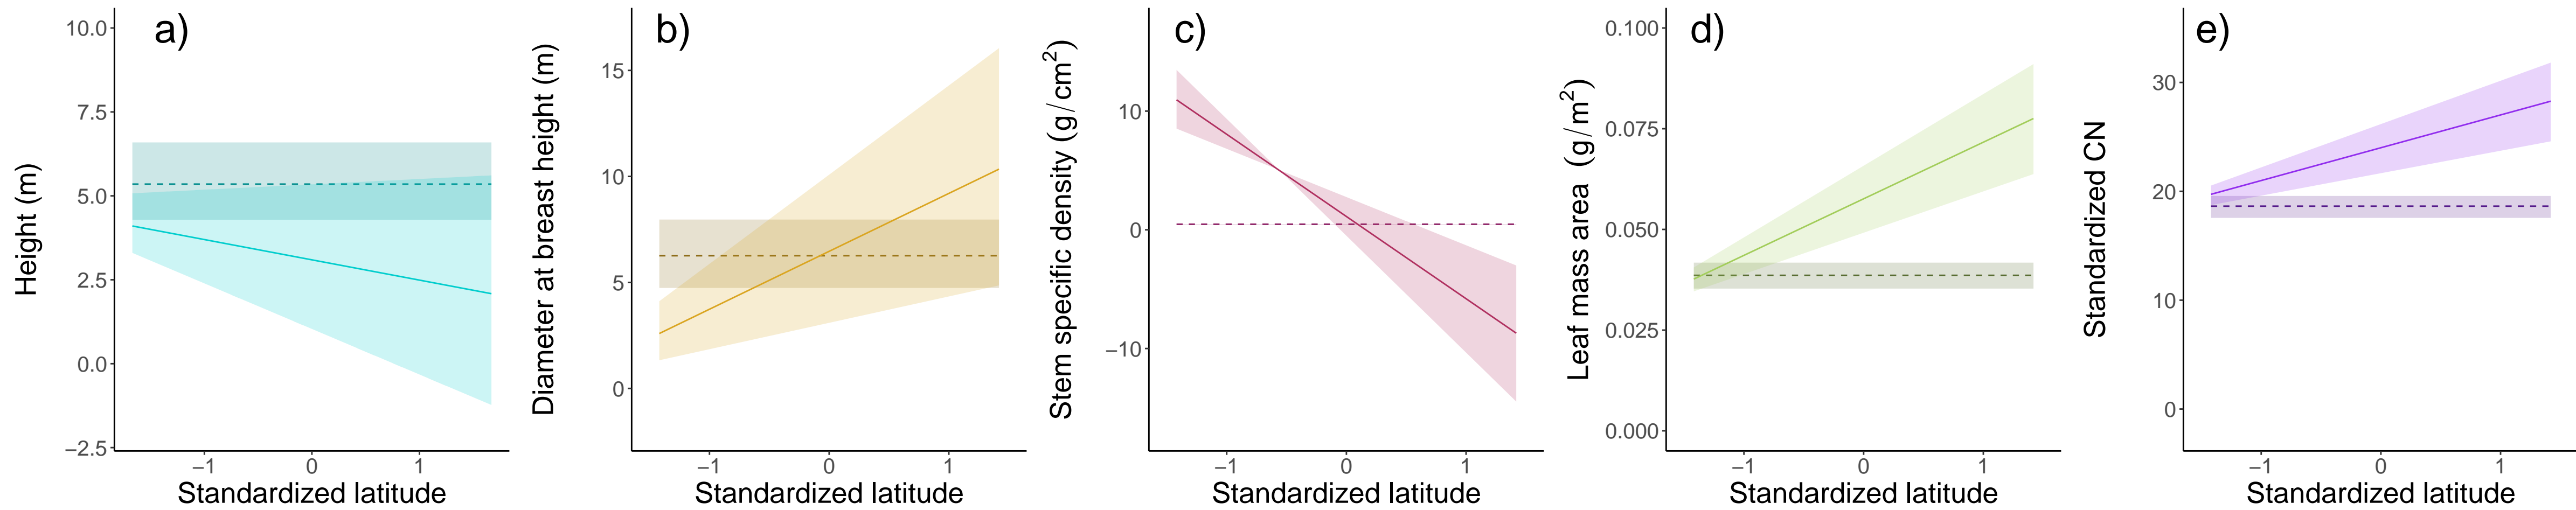 a)
Height (m)
10.0
7.5
5.0
2.5
0.0
−2.5
−1 0 1
Standardized latitude
b)
Diameter at breast height (m)
15
10
5
0
−1 0 1
Standardized latitude
c)
Stem specific density (g/cm²)
10
0
−10
−1 0 1
Standardized latitude
d)
Leaf mass area (g/m²)
0.100
0.075
0.050
0.025
0.000
−1 0 1
Standardized latitude
e)
Standardized CN
30
20
10
0
−1 0 1
Standardized latitude